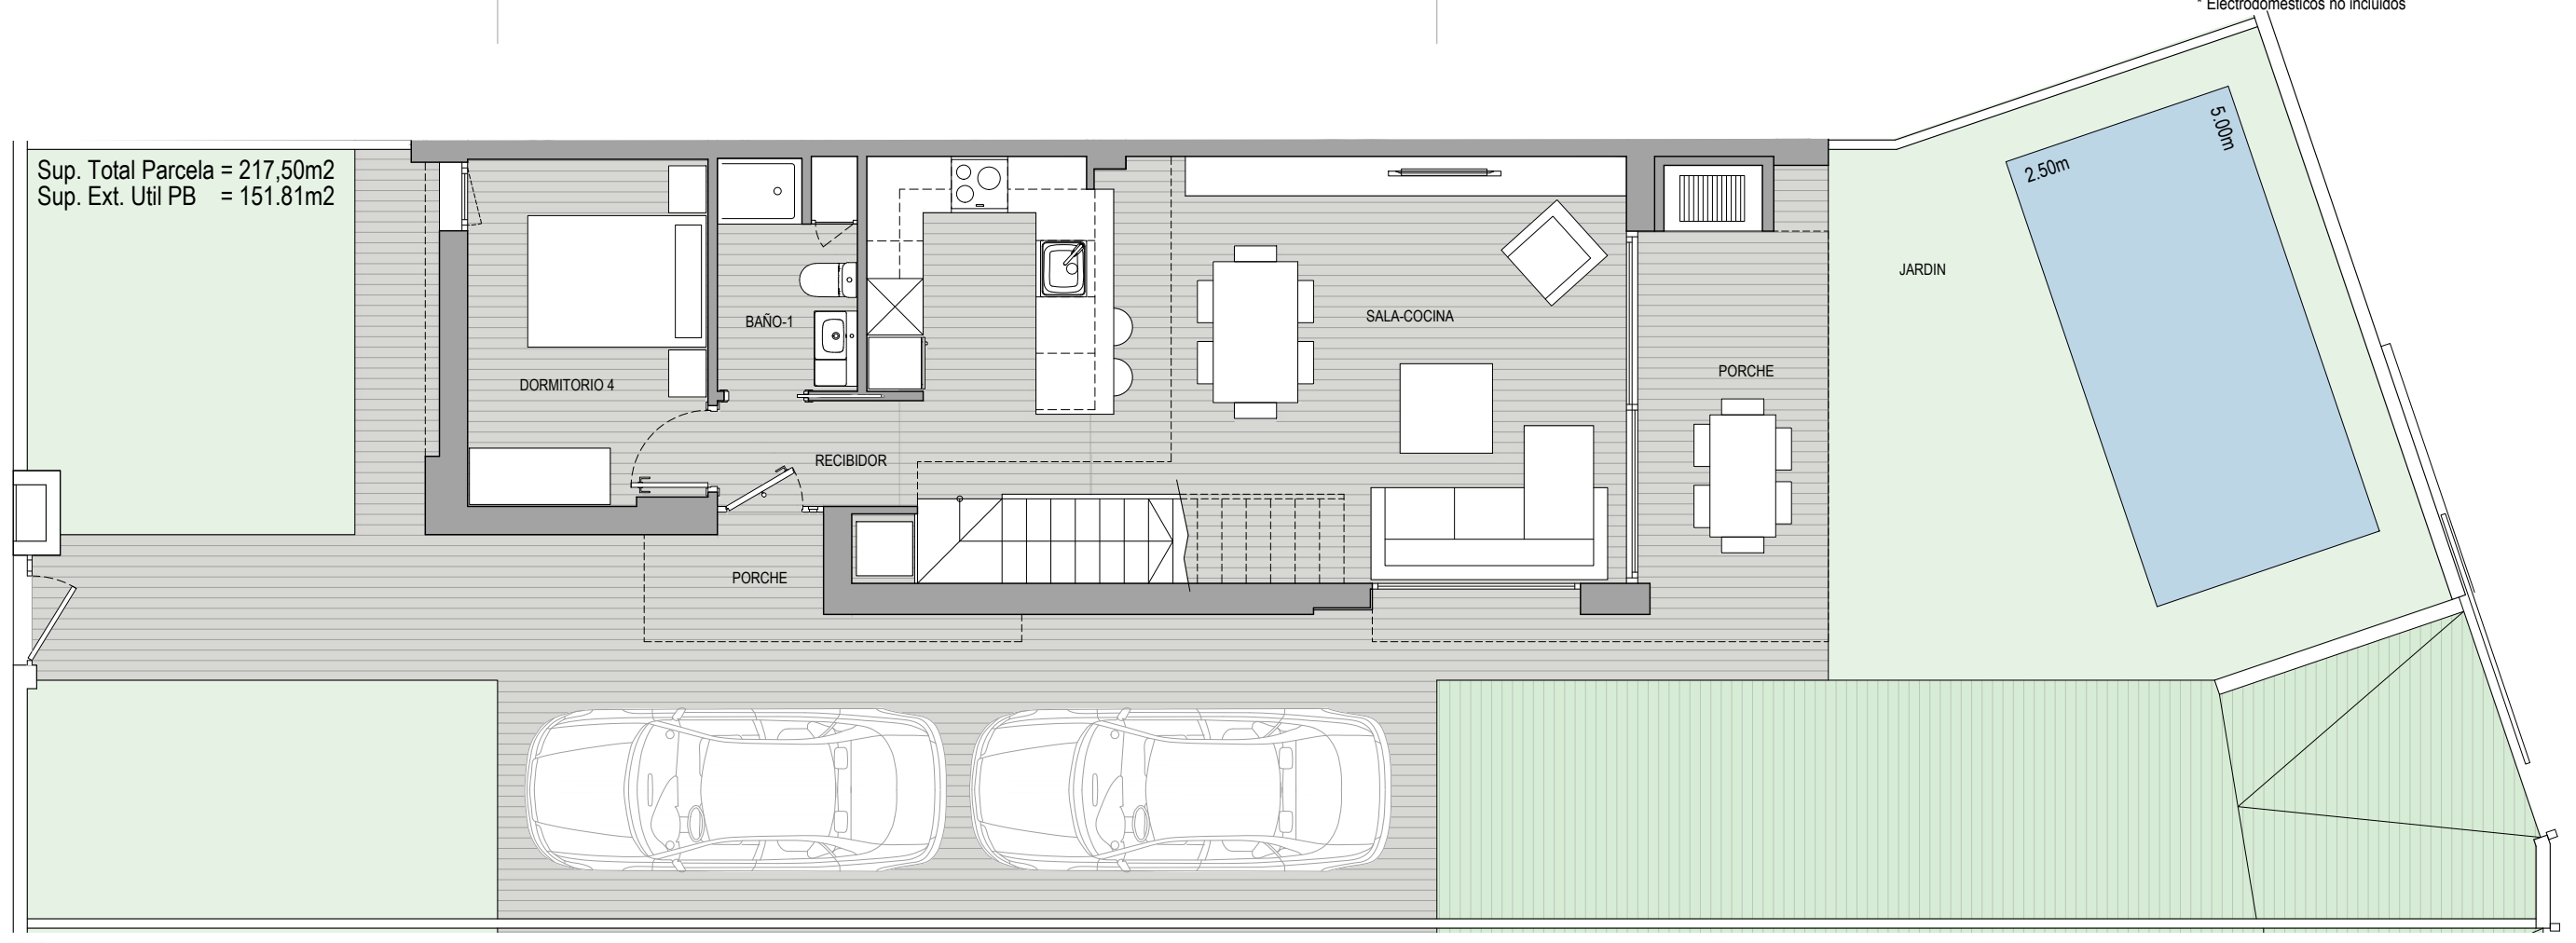 * Electrodomésticos no incluidos
Sup. Total Parcela = 217,50m2
Sup. Ext. Util PB = 151.81m2
5.00m
2.50m
JARDIN
BAÑO-1
SALA-COCINA
PORCHE
DORMITORIO 4
RECIBIDOR
PORCHE